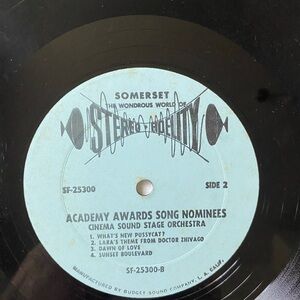 SOMERSET
THE WONDROUS WORLD OF
STEREO-FIDELITY
SF-25300
SIDE 2
ACADEMY AWARDS SONG NOMINEES
CINEMA SOUND STAGE ORCHESTRA
1. WHAT'S NEW PUSSYCAT?
2. LARA'S THEME FROM DOCTOR ZHIVAGO
3. DAWN OF LOVE
4. SUNSET BOULEVARD
SF-25300-B
MANUFACTURED BY BUDGET SOUND COMPANY, L. A. CALIF.